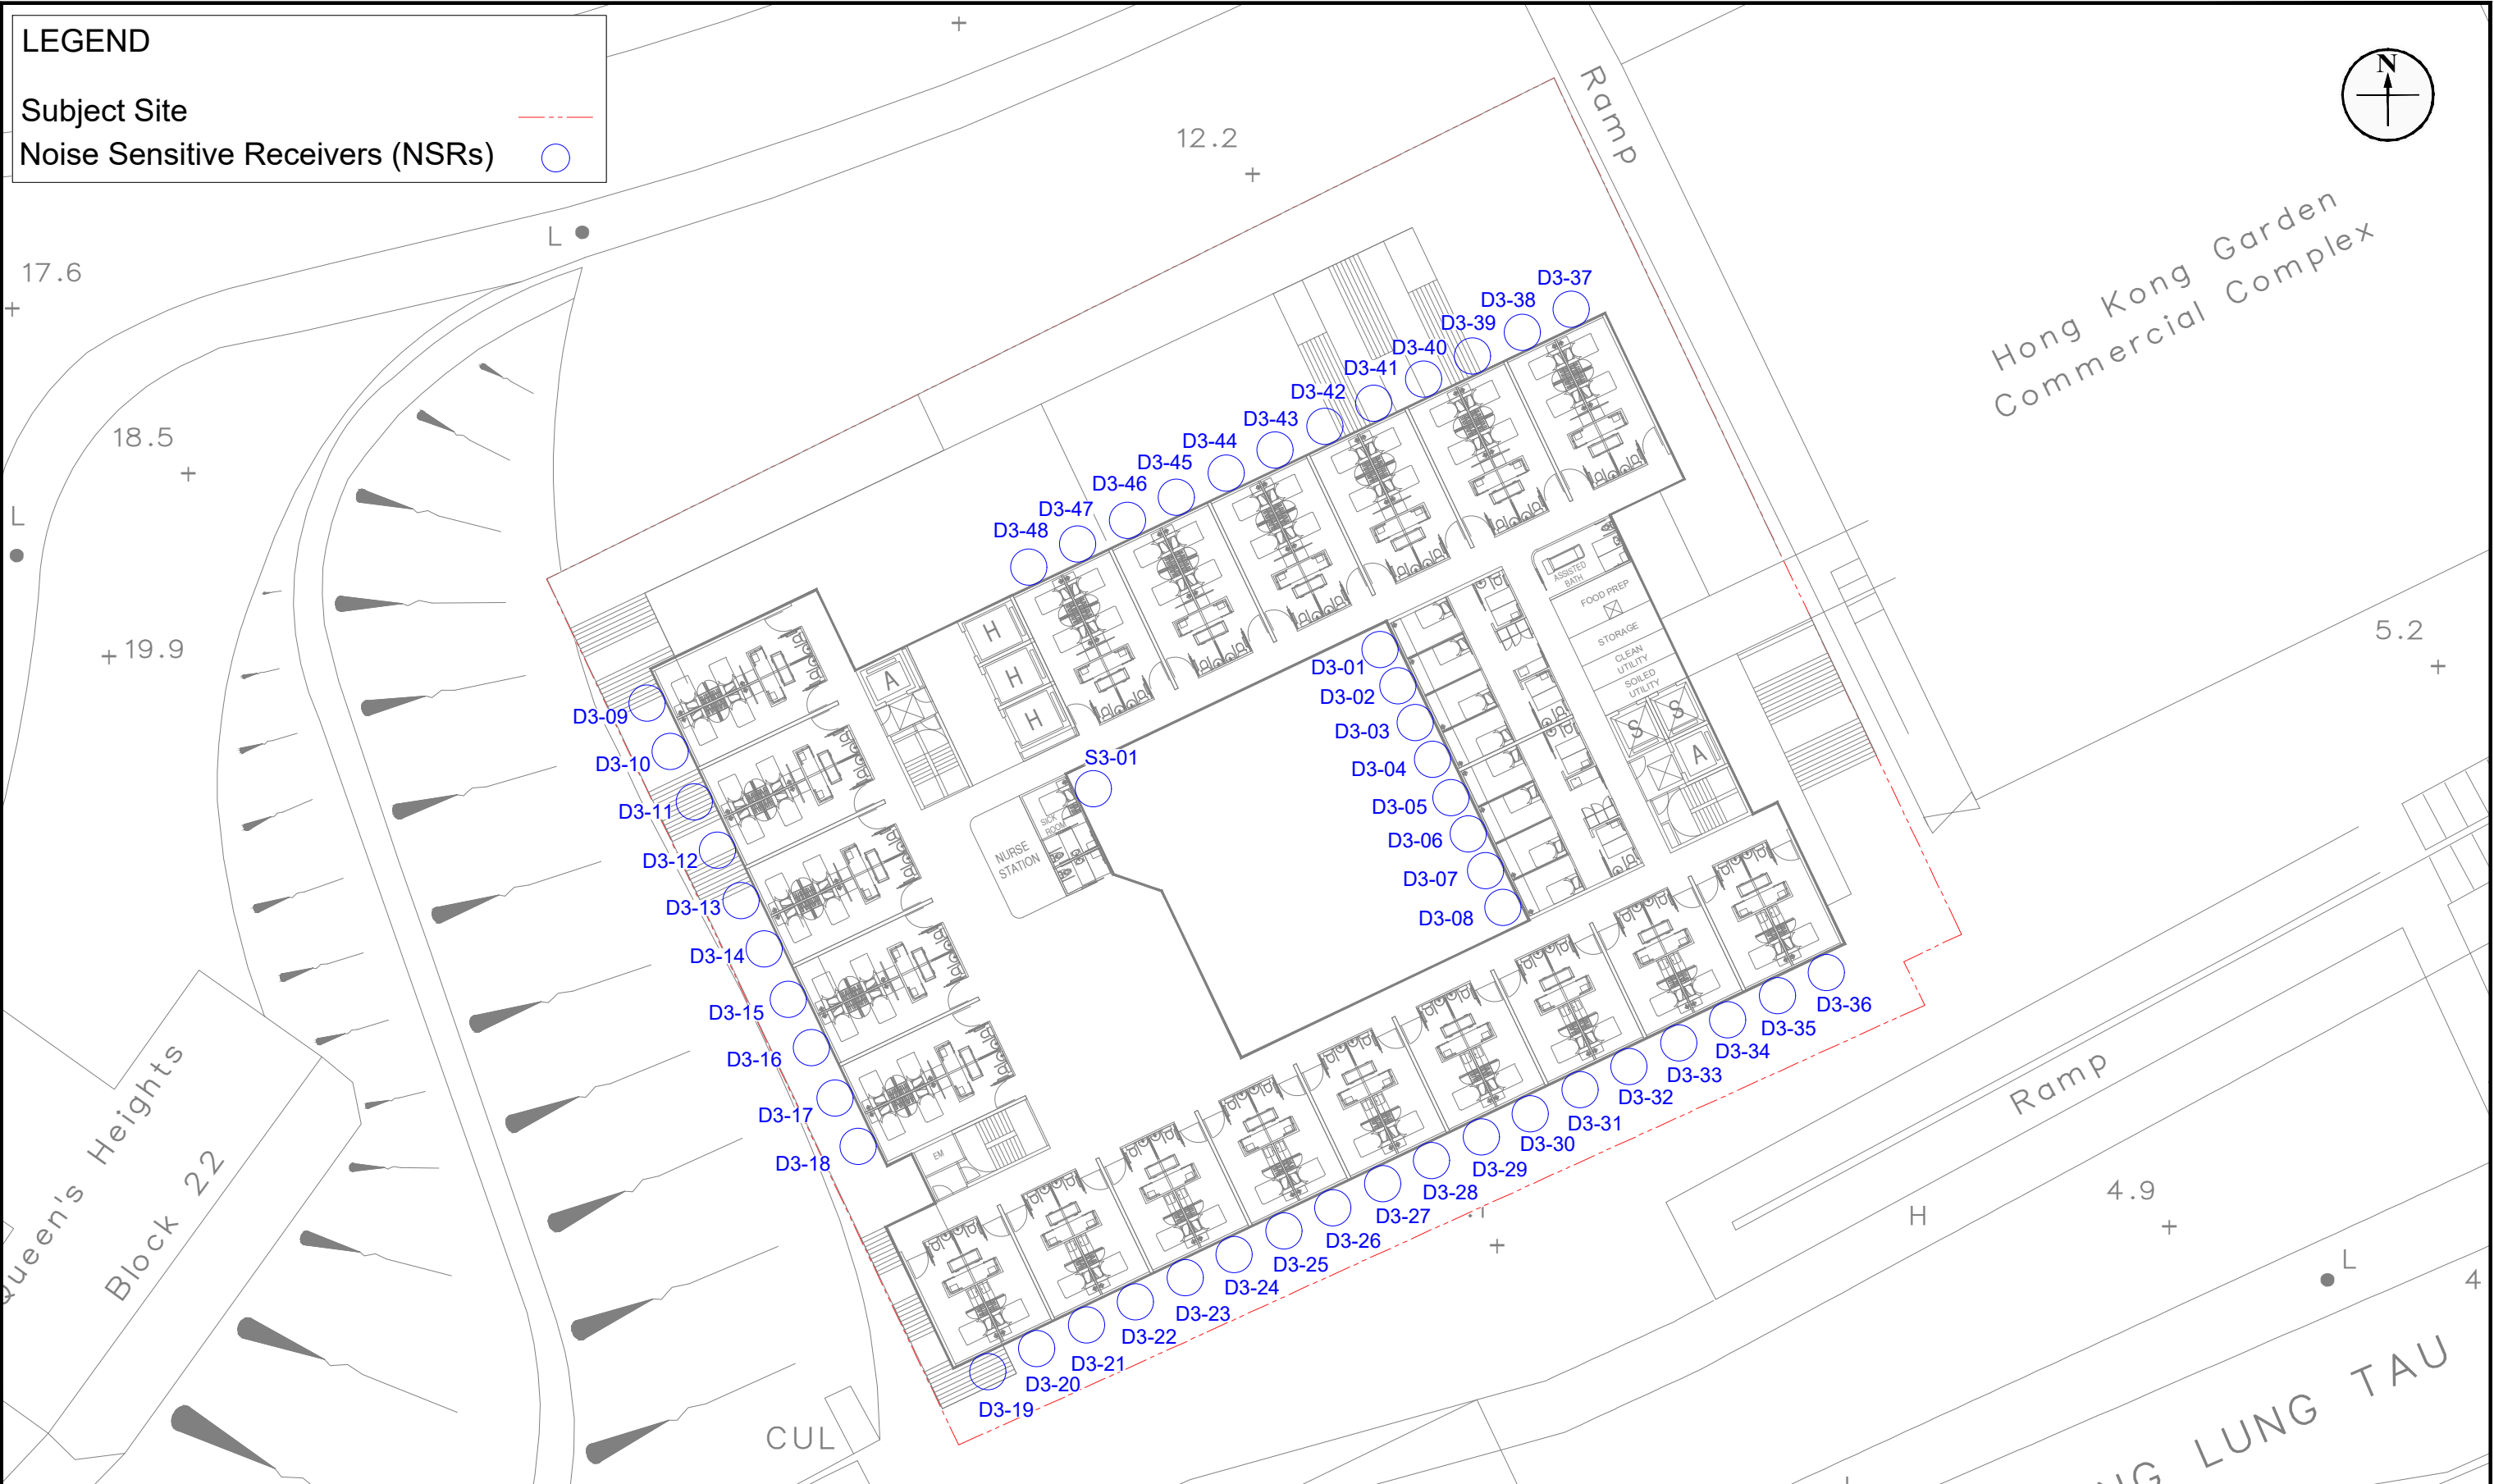 LEGEND
Subject Site
Noise Sensitive Receivers (NSRs)
N
Ramp
12.2
Hong Kong Garden
Commercial Complex
L
17.6
18.5
L
19.9
5.2
D3-37
D3-38
D3-39
D3-40
D3-41
D3-42
D3-43
D3-44
D3-45
D3-46
D3-47
D3-48
H
H
H
A
ASSISTED
BATH
FOOD PREP
STORAGE
CLEAN
UTILITY
SOILED
UTILITY
S
S
A
D3-01
D3-02
D3-03
D3-04
D3-05
D3-06
D3-07
D3-08
S3-01
SICK
ROOM
NURSE
STATION
D3-09
D3-10
D3-11
D3-12
D3-13
D3-14
D3-15
D3-16
D3-17
D3-18
EM
D3-36
D3-35
D3-34
D3-33
D3-32
D3-31
D3-30
D3-29
D3-28
D3-27
D3-26
D3-25
D3-24
D3-23
D3-22
D3-21
D3-20
D3-19
Queen's Heights
Block 22
Ramp
H
4.9
L
4
CUL
LUNG TAU